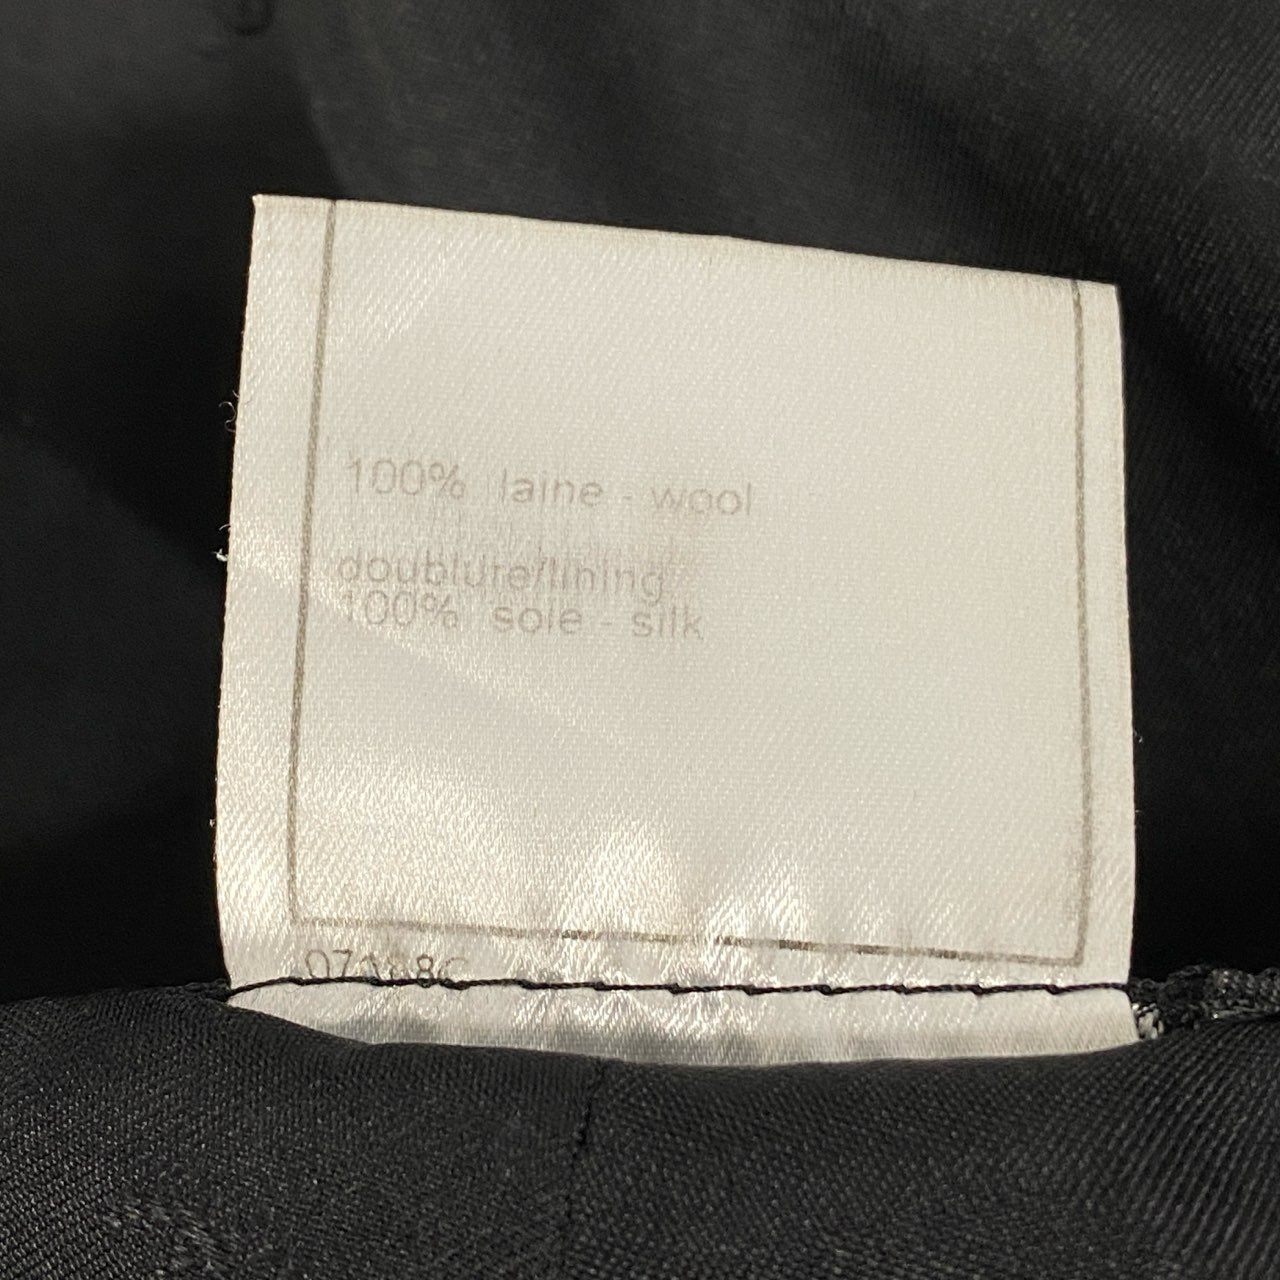 100% laine - wool
doublure/lining
100% soie - silk